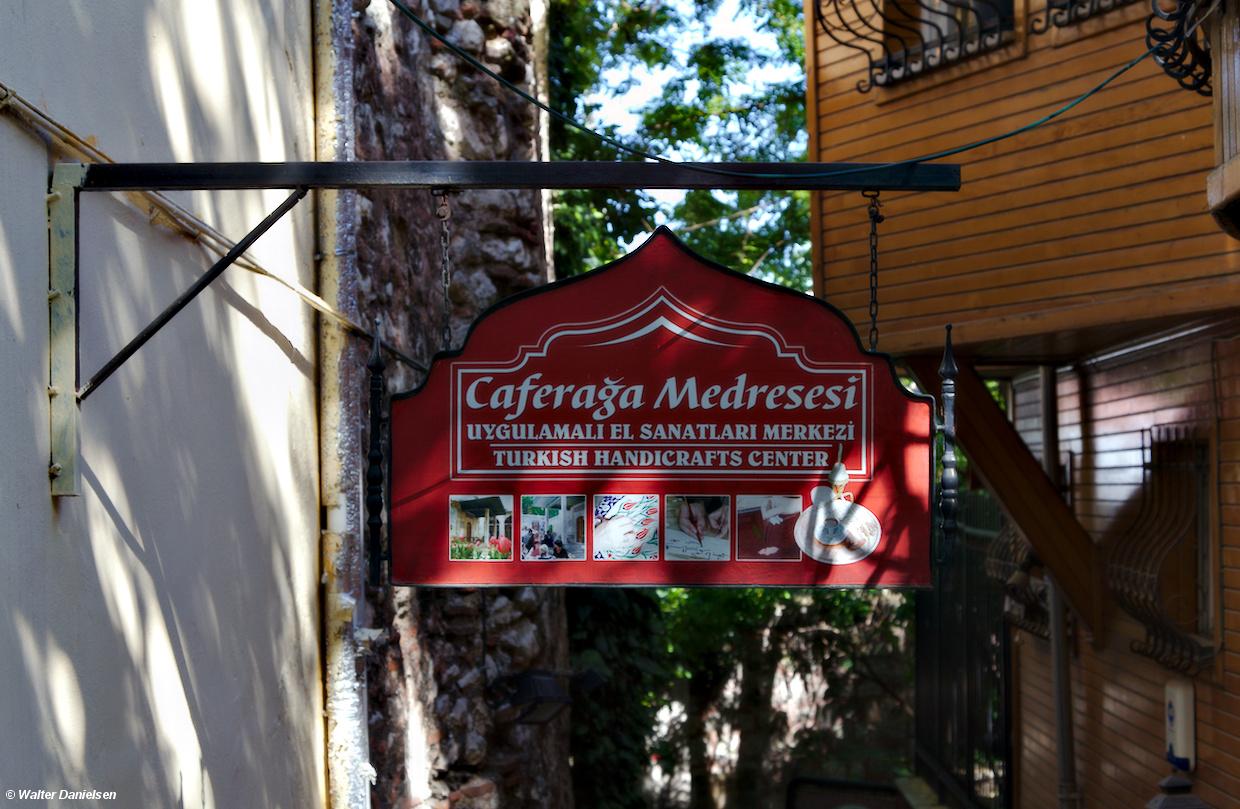 Caferağa Medresesi
UYGULAMALI EL SANATLARI MERKEZİ
TURKISH HANDICRAFTS CENTER
© Walter Danielsen